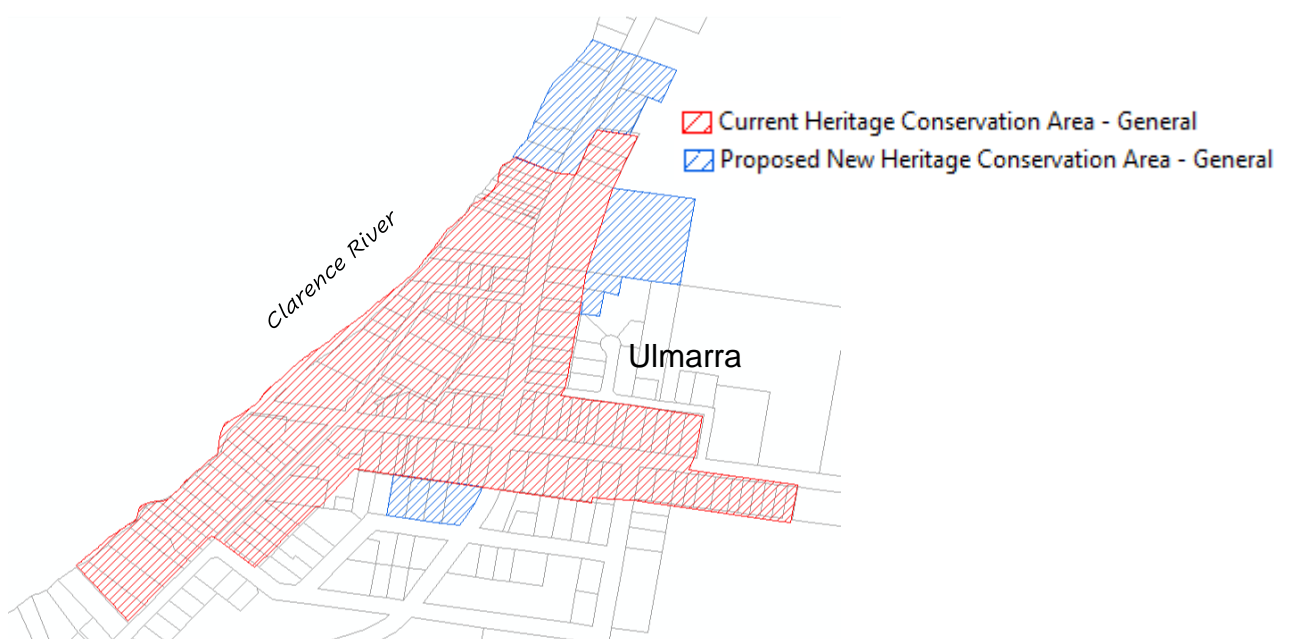 Current Heritage Conservation Area - General
Proposed New Heritage Conservation Area - General
Clarence River
Ulmarra